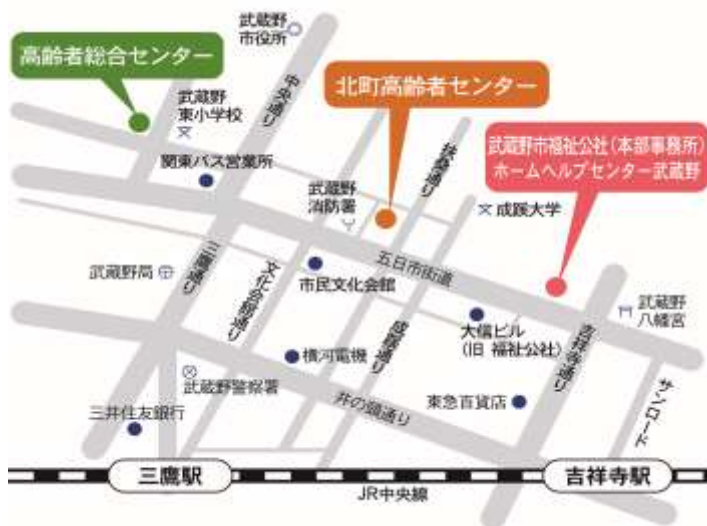 武蔵野
市役所
高齢者総合センター
中央通り
武蔵野
東小学校
北町高齢者センター
扶桑通り
武蔵野市福祉公社(本部事務所)
ホームヘルプセンター武蔵野
関東バス営業所
武蔵野
消防署
成蹊大学
三鷹通り
武蔵野局
文化会館通り
市民文化会館
五日市街道
成蹊通り
大信ビル
(旧 福祉公社)
吉祥寺通り
武蔵野
八幡宮
横河電機
武蔵野警察署
井の頭通り
東急百貨店
サンロード
三井住友銀行
三鷹駅
吉祥寺駅
JR中央線